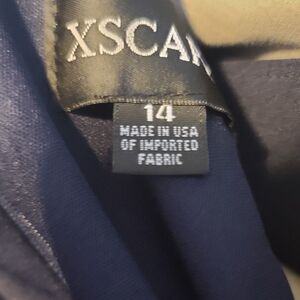 XSCA
14
MADE IN USA
OF IMPORTED
FABRIC